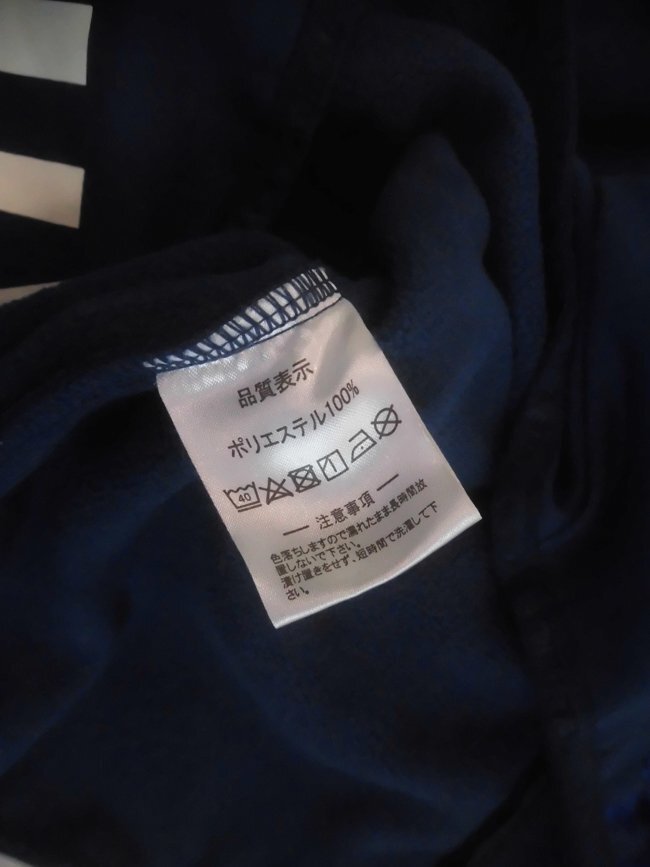 品質表示
ポリエステル100%
40
注意事項
色落ちしますので濡れたまま長時間放
置しないで下さい。
漬け置きをせず、短時間で洗濯して下
さい。